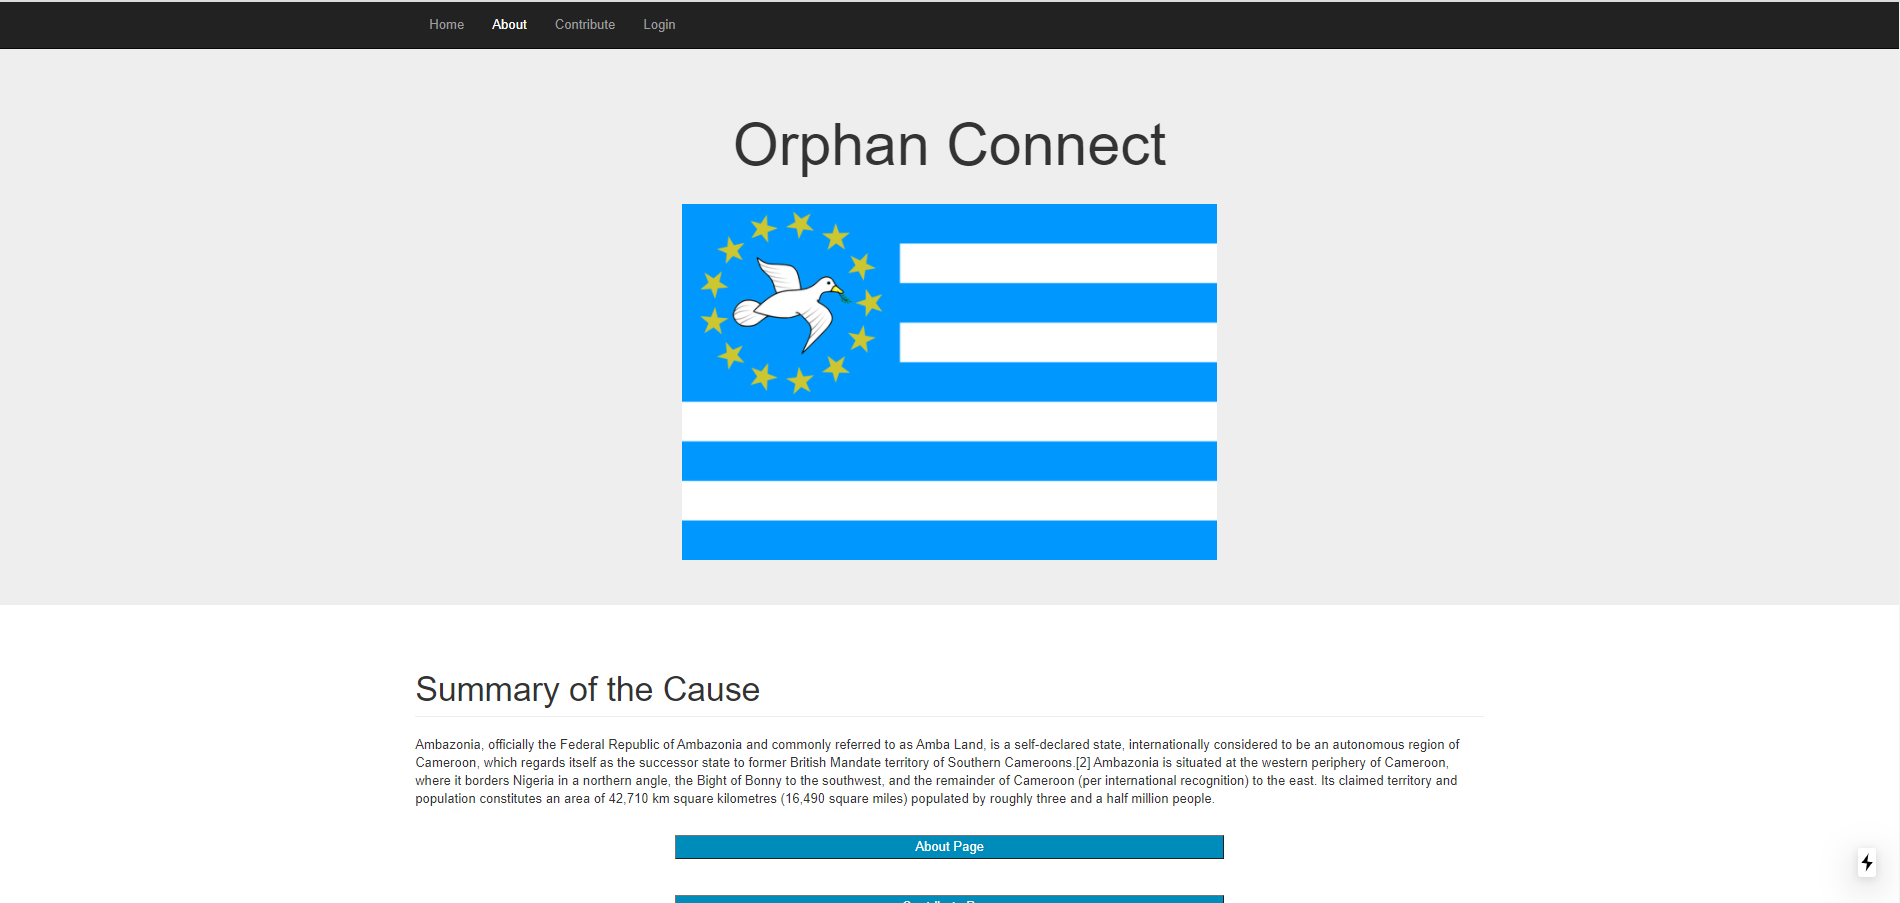 Home About Contribute Login
Orphan Connect
Summary of the Cause
Ambazonia, officially the Federal Republic of Ambazonia and commonly referred to as Amba Land, is a self-declared state, internationally considered to be an autonomous region of
Cameroon, which regards itself as the successor state to former British Mandate territory of Southern Cameroons.[2] Ambazonia is situated at the western periphery of Cameroon,
where it borders Nigeria in a northern angle, the Bight of Bonny to the southwest, and the remainder of Cameroon (per international recognition) to the east. Its claimed territory and
population constitutes an area of 42,710 km square kilometres (16,490 square miles) populated by roughly three and a half million people.
About Page